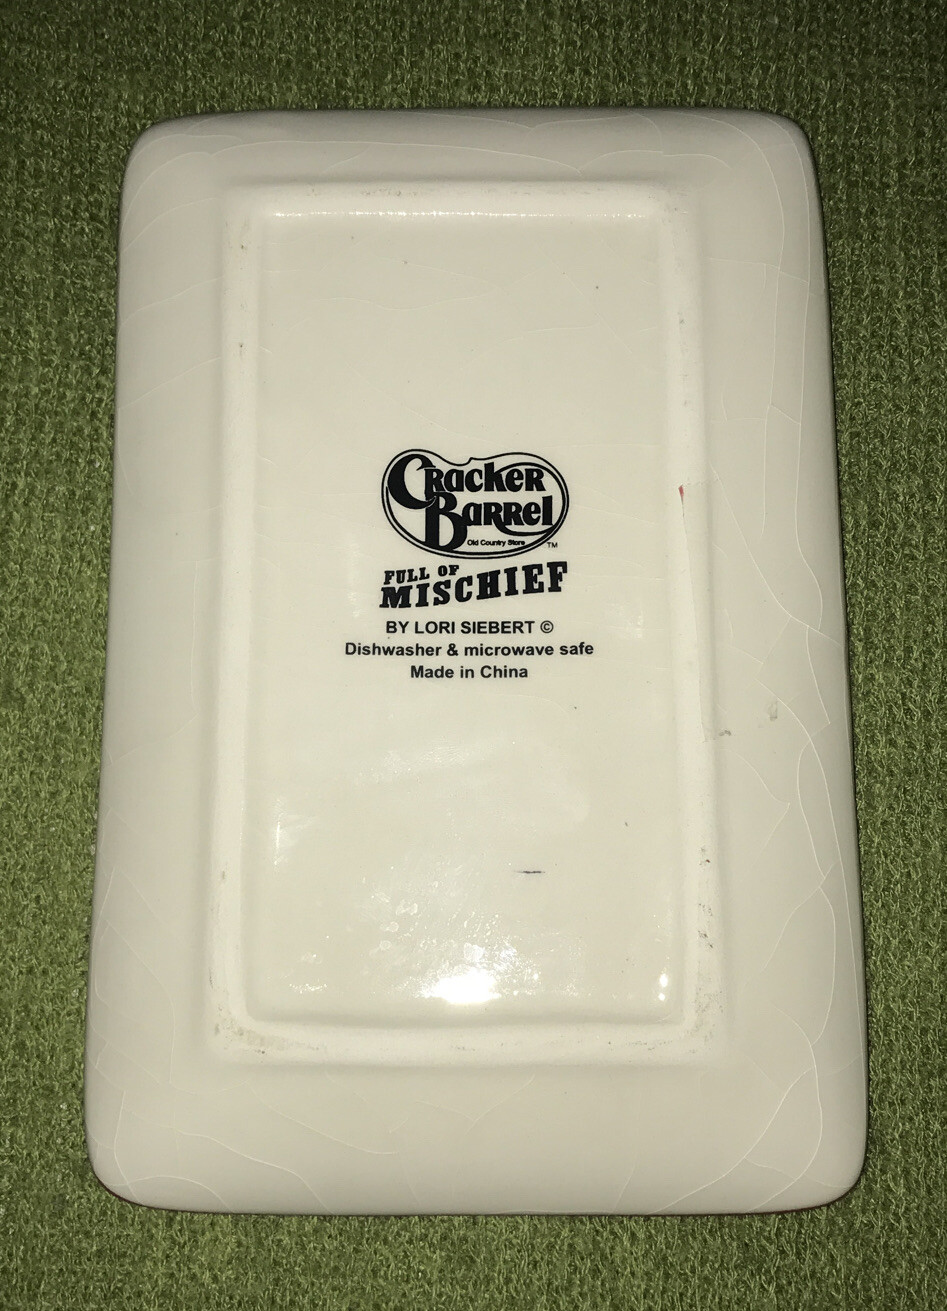 Cracker
Barrel
Old Country Store
TM
FULL OF
MISCHIEF
BY LORI SIEBERT ©
Dishwasher & microwave safe
Made in China